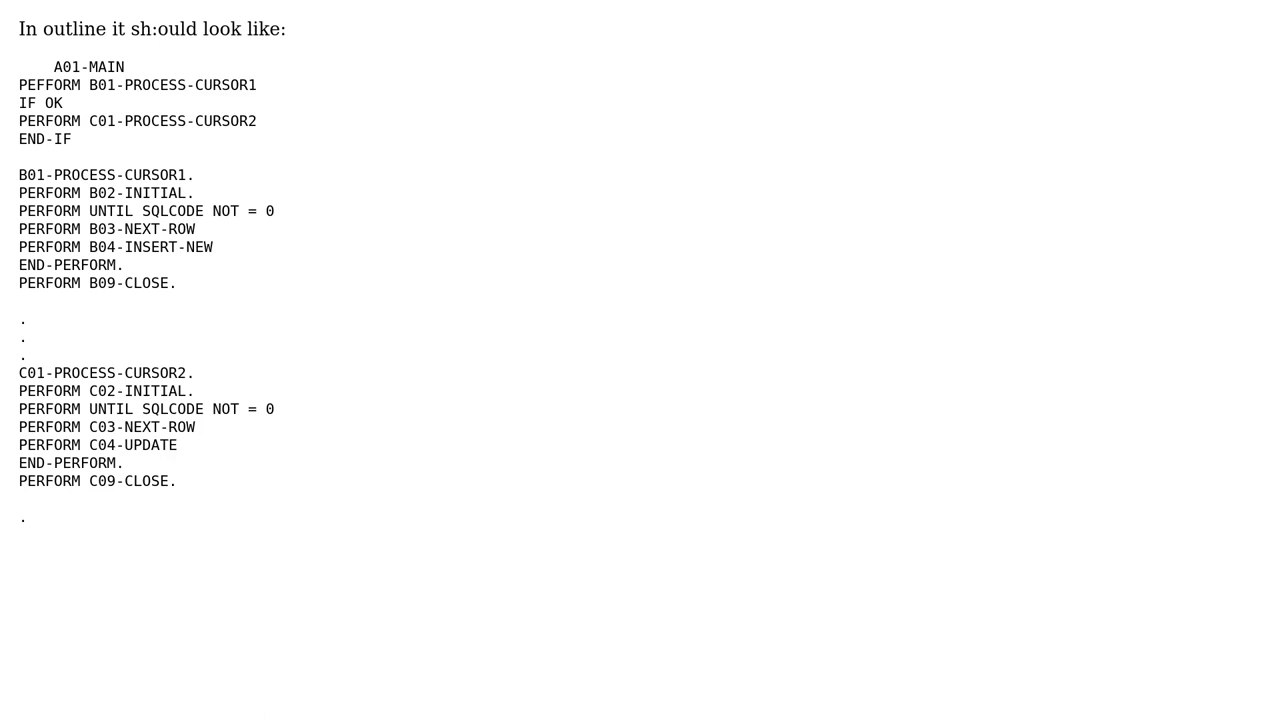 In outline it sh:ould look like:
A01-MAIN
PEFFORM B01-PROCESS-CURSOR1
IF OK
PERFORM C01-PROCESS-CURSOR2
END-IF
B01-PROCESS-CURSOR1.
PERFORM B02-INITIAL.
PERFORM UNTIL SQLCODE NOT = 0
PERFORM B03-NEXT-ROW
PERFORM B04-INSERT-NEW
END-PERFORM.
PERFORM B09-CLOSE.
.
.
.
C01-PROCESS-CURSOR2.
PERFORM C02-INITIAL.
PERFORM UNTIL SQLCODE NOT = 0
PERFORM C03-NEXT-ROW
PERFORM C04-UPDATE
END-PERFORM.
PERFORM C09-CLOSE.
.